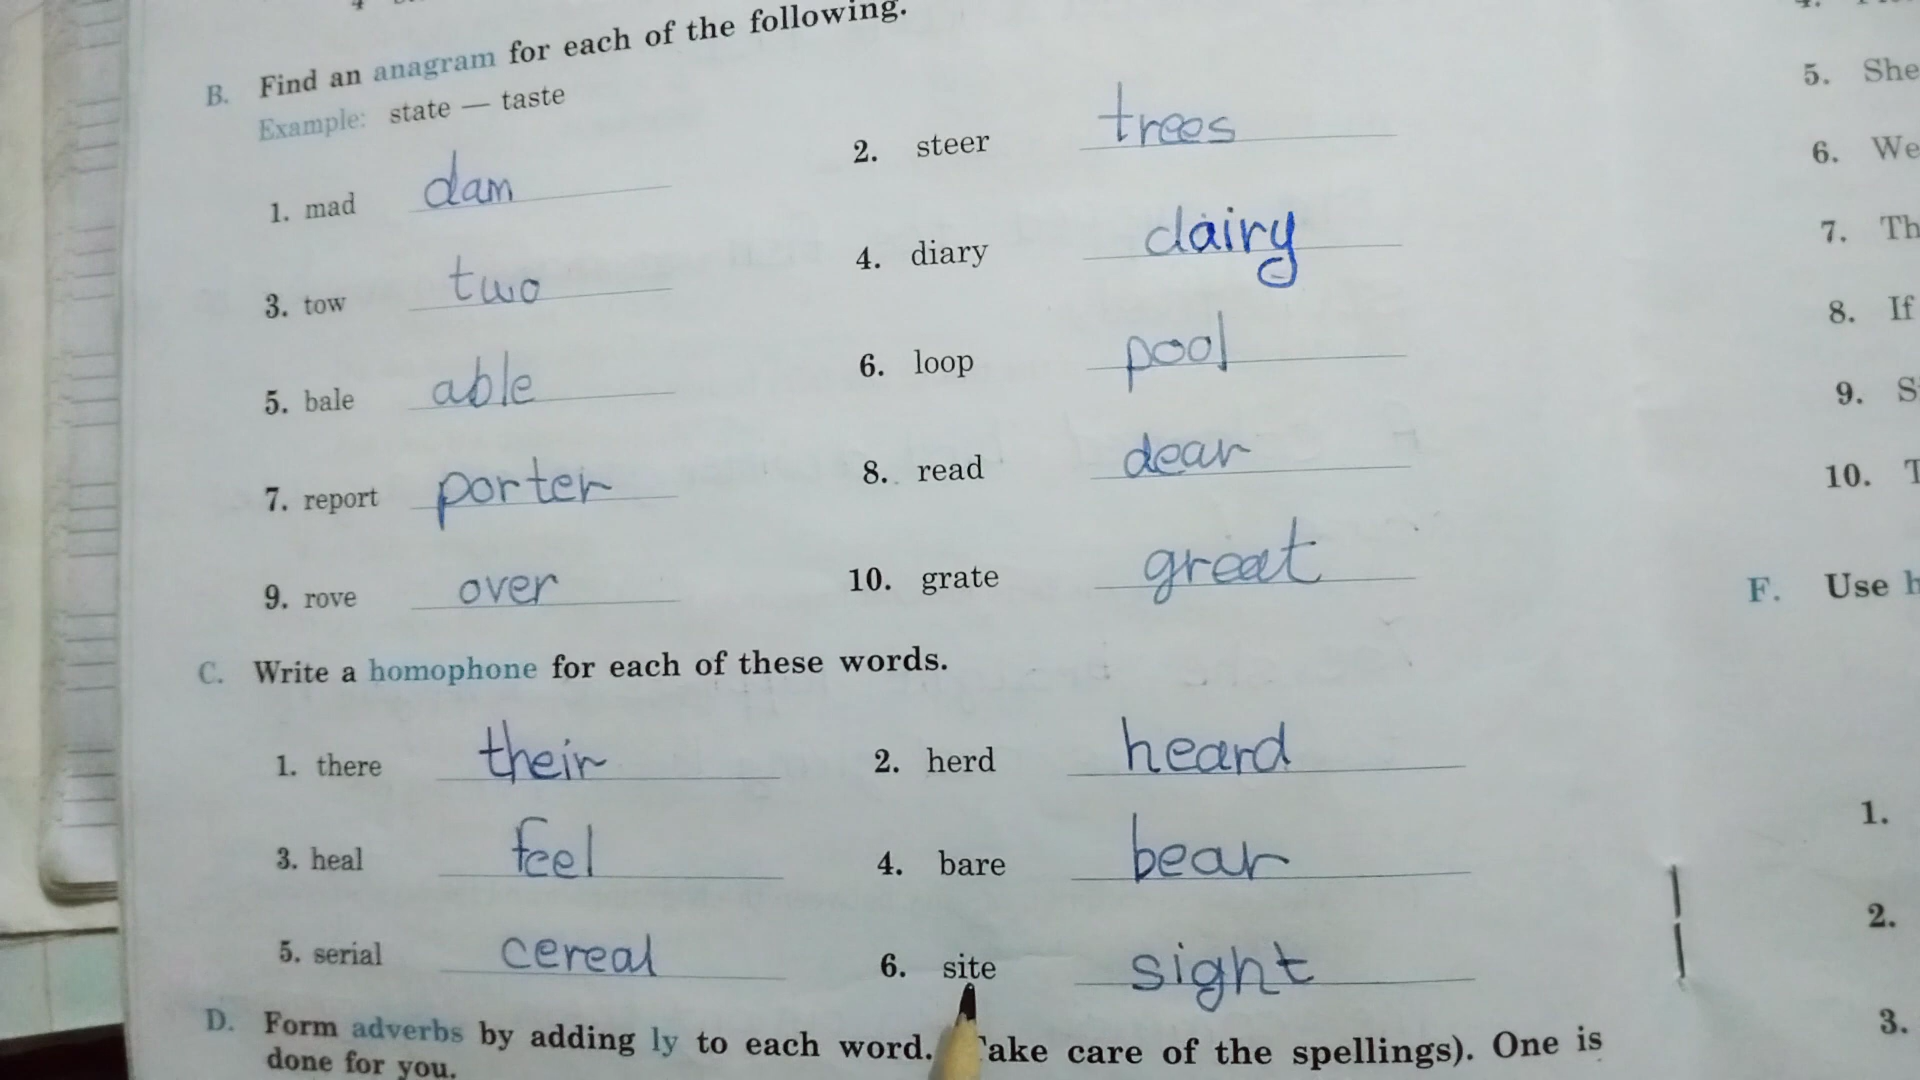 B. Find an anagram for each of the following.
Example: state — taste
1. mad dam
2. steer trees
3. tow two
4. diary dairy
5. bale able
6. loop pool
7. report porter
8. read dear
9. rove over
10. grate great
C. Write a homophone for each of these words.
1. there their
2. herd heard
3. heal feel
4. bare bear
5. serial cereal
6. site sight
D. Form adverbs by adding ly to each word. ake care of the spellings). One is
done for you.
5. She
6. We
7. Th
8. If
9. S
10. T
F. Use h
1.
2.
3.